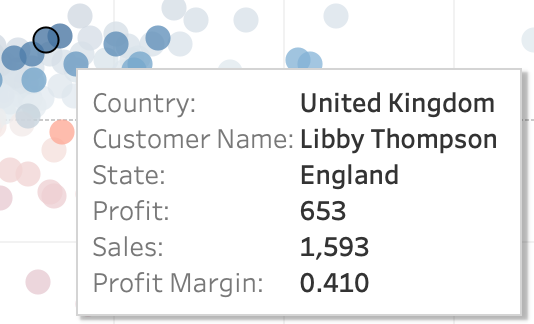 Country: United Kingdom
Customer Name: Libby Thompson
State: England
Profit: 653
Sales: 1,593
Profit Margin: 0.410